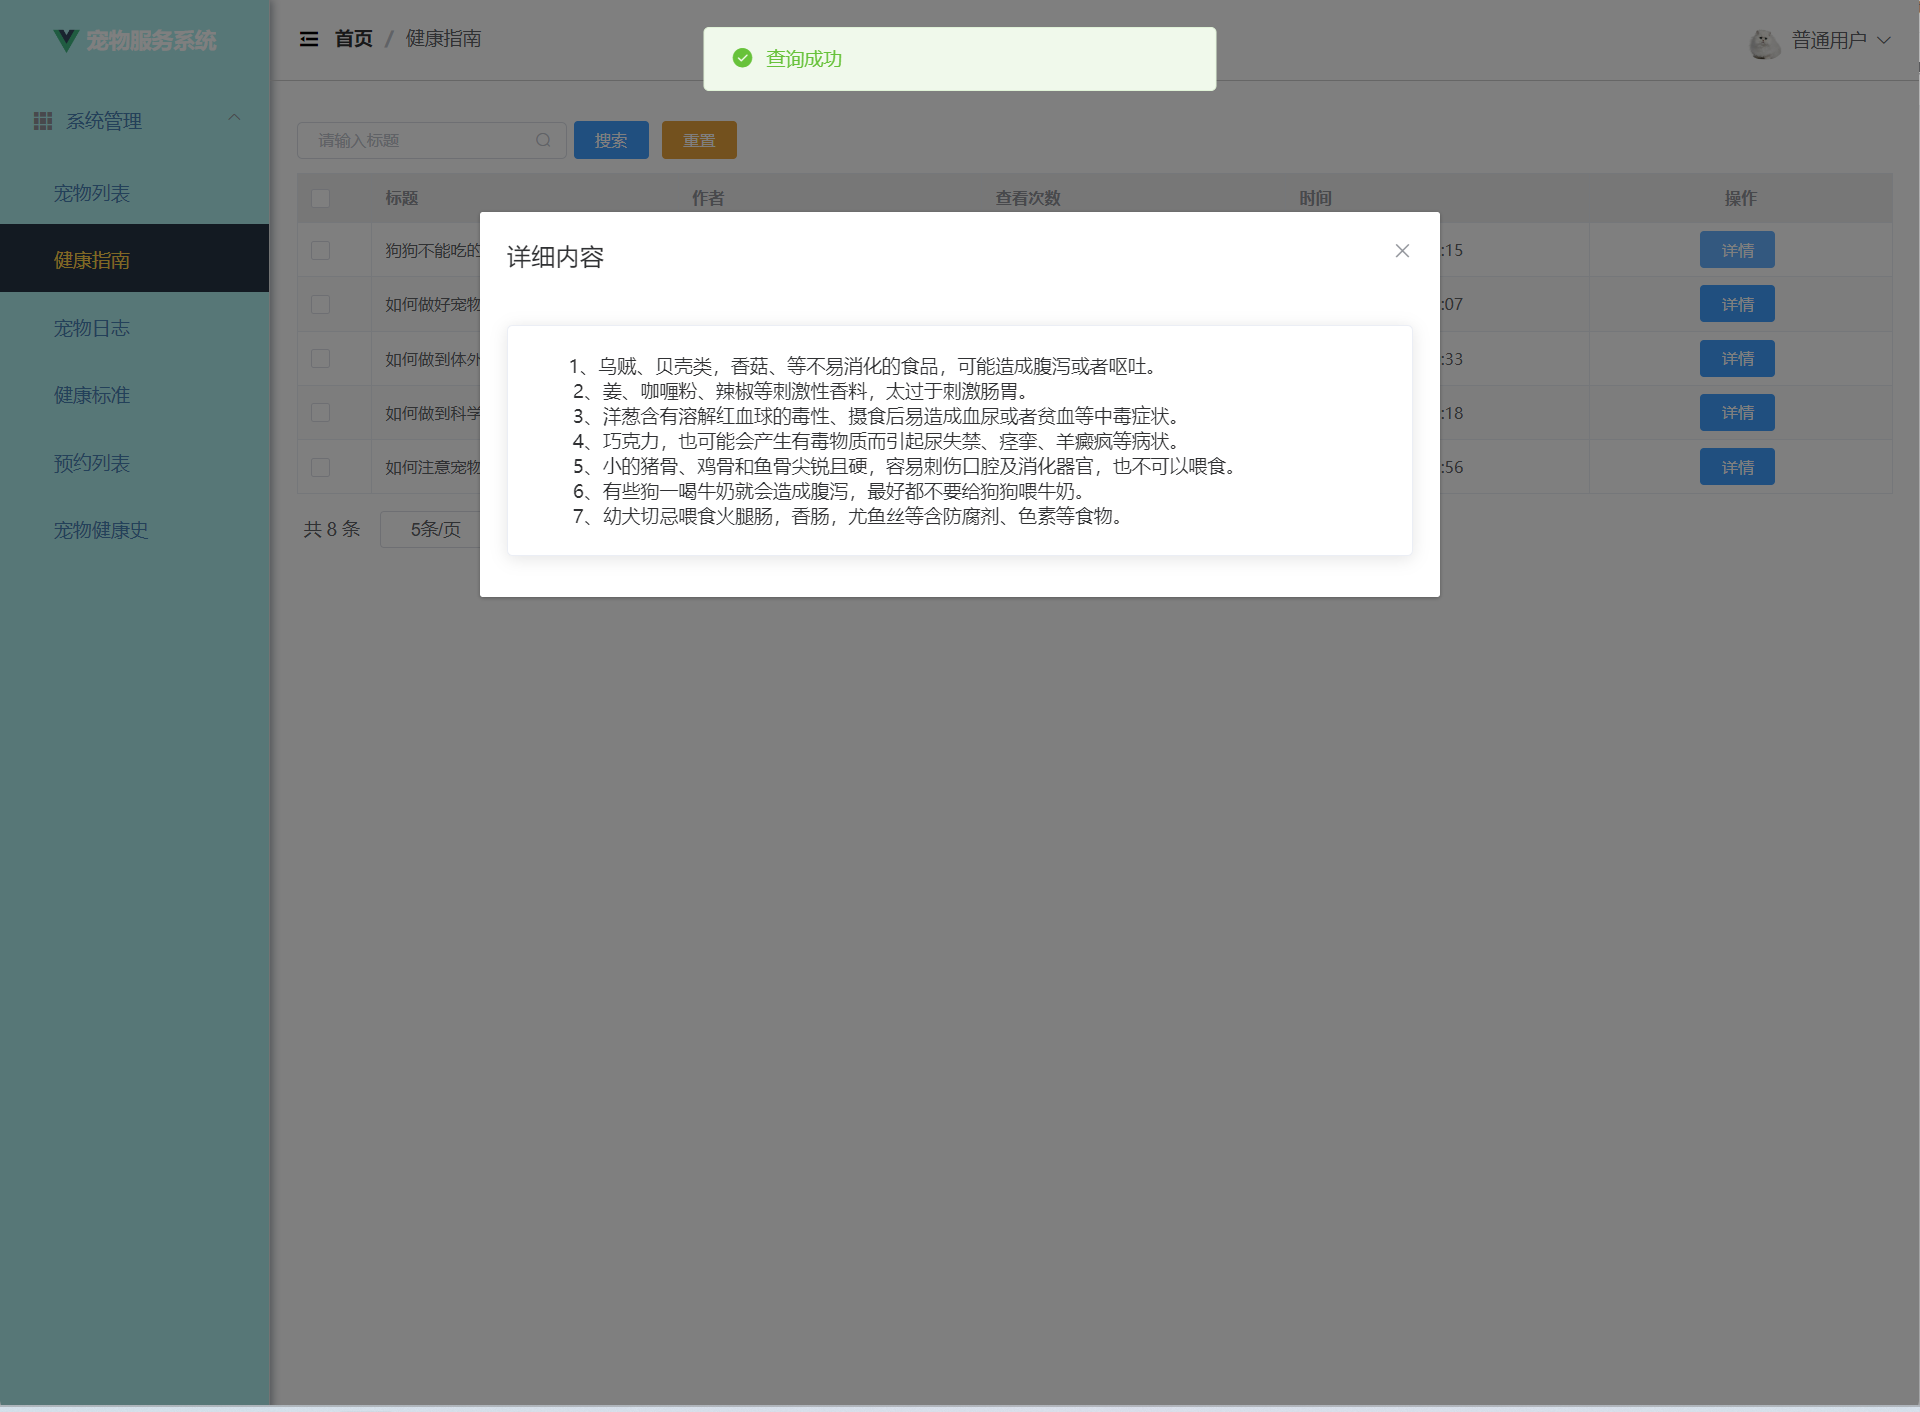 宠物服务系统
首页 / 健康指南
查询成功
普通用户
系统管理
宠物列表
健康指南
宠物日志
健康标准
预约列表
宠物健康史
请输入标题
搜索
重置
标题
作者
查看次数
时间
操作
狗狗不能吃的
:15
详情
如何做好宠物
:07
详情
如何做到体外
:33
详情
如何做到科学
:18
详情
如何注意宠物
:56
详情
共 8 条
5条/页
详细内容
1、乌贼、贝壳类，香菇、等不易消化的食品，可能造成腹泻或者呕吐。
2、姜、咖喱粉、辣椒等刺激性香料，太过于刺激肠胃。
3、洋葱含有溶解红血球的毒性、摄食后易造成血尿或者贫血等中毒症状。
4、巧克力，也可能会产生有毒物质而引起尿失禁、痉挛、羊癫疯等病状。
5、小的猪骨、鸡骨和鱼骨尖锐且硬，容易刺伤口腔及消化器官，也不可以喂食。
6、有些狗一喝牛奶就会造成腹泻，最好都不要给狗狗喂牛奶。
7、幼犬切忌喂食火腿肠，香肠，尤鱼丝等含防腐剂、色素等食物。